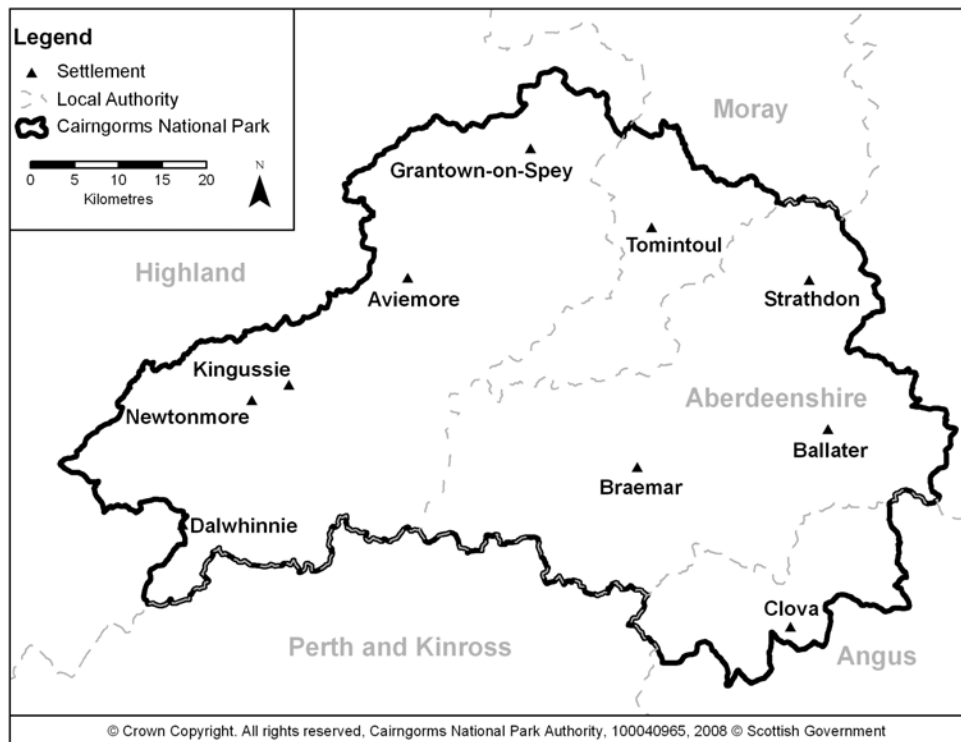 Legend
Settlement
Local Authority
Cairngorms National Park
0 5 10 15 20
Kilometres
N
Moray
Grantown-on-Spey
Tomintoul
Highland
Aviemore
Strathdon
Kingussie
Newtonmore
Aberdeenshire
Ballater
Braemar
Dalwhinnie
Clova
Perth and Kinross
Angus
© Crown Copyright. All rights reserved, Cairngorms National Park Authority, 100040965, 2008 © Scottish Government